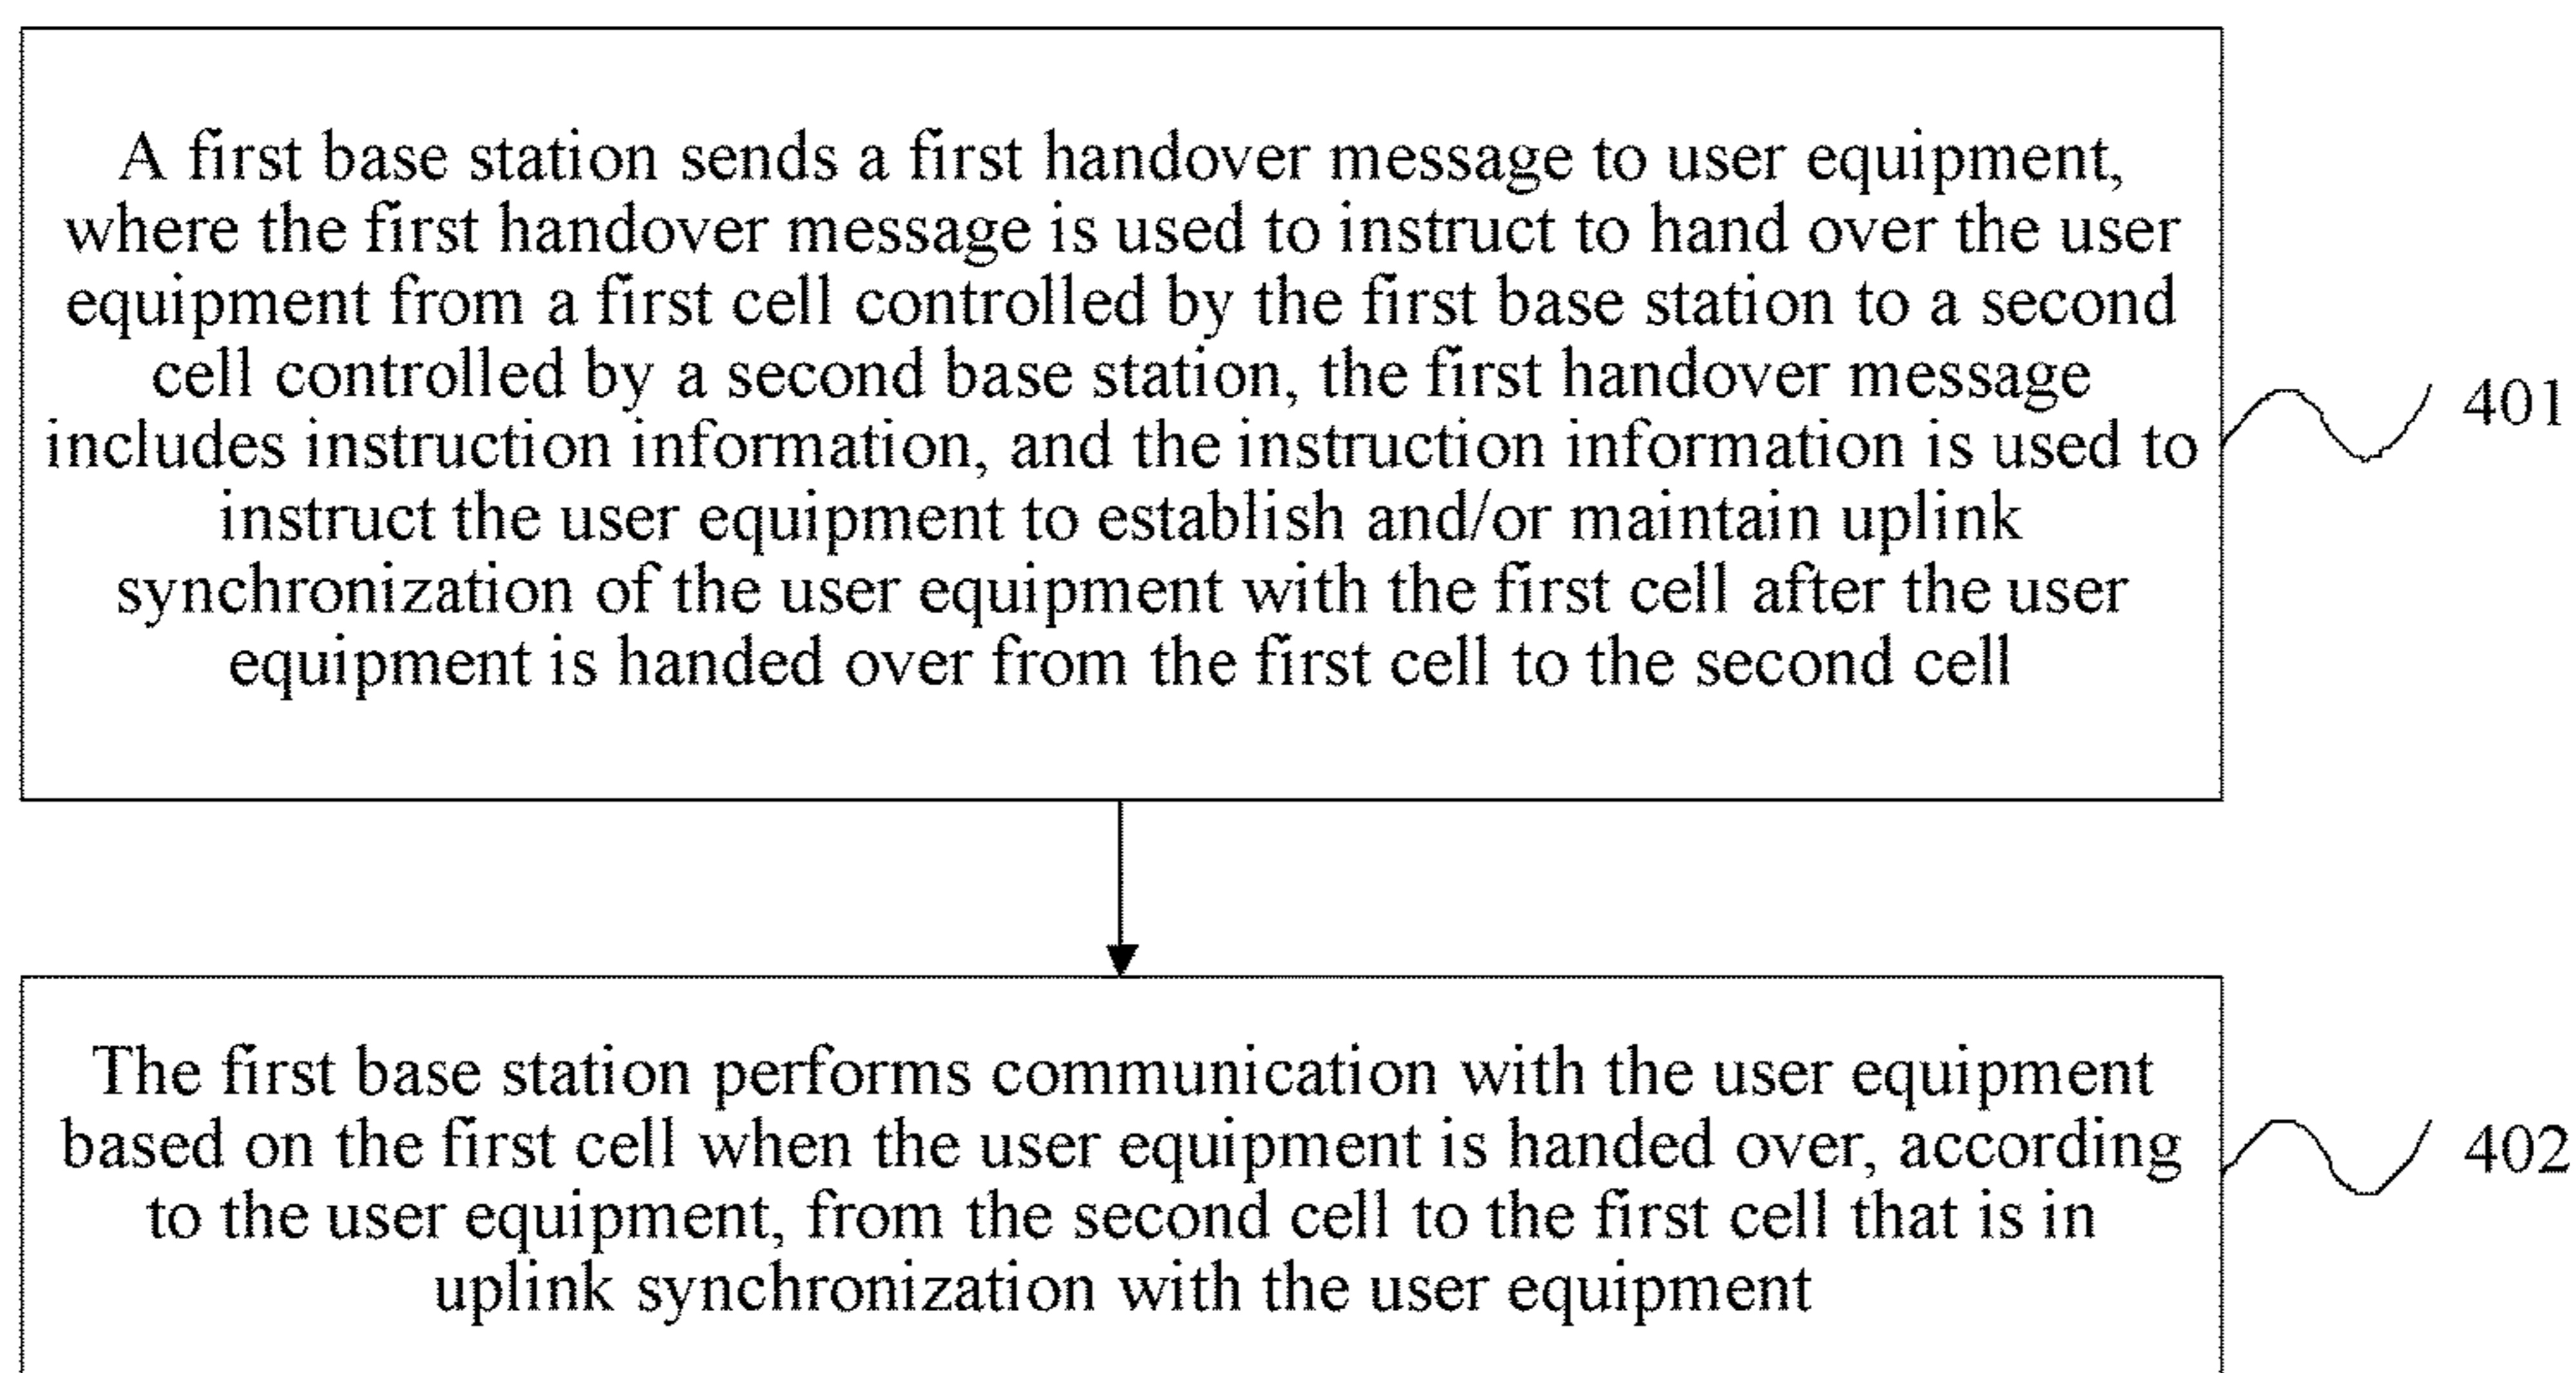 A first base station sends a first handover message to user equipment,
where the first handover message is used to instruct to hand over the user
equipment from a first cell controlled by the first base station to a second
cell controlled by a second base station, the first handover message
includes instruction information, and the instruction information is used to
instruct the user equipment to establish and/or maintain uplink
synchronization of the user equipment with the first cell after the user
equipment is handed over from the first cell to the second cell
401
The first base station performs communication with the user equipment
based on the first cell when the user equipment is handed over, according
to the user equipment, from the second cell to the first cell that is in
uplink synchronization with the user equipment
402